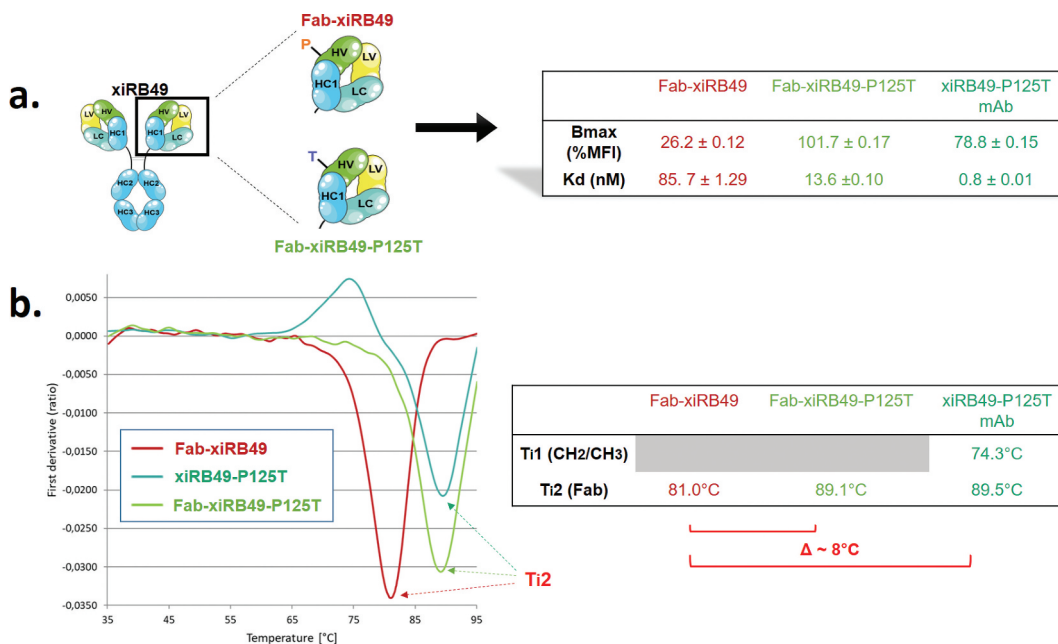 a.
xiRB49
LV
HV
HV
LV
LC
HC1
HC1
LC
HC2
HC2
HC3
HC3
Fab-xiRB49
P
HV
LV
HC1
LC
T
HV
LV
HC1
LC
Fab-xiRB49-P125T
Fab-xiRB49 Fab-xiRB49-P125T xiRB49-P125T
mAb
Bmax
(%MFI) 26.2 ± 0.12 101.7 ± 0.17 78.8 ± 0.15
Kd (nM) 85. 7 ± 1.29 13.6 ±0.10 0.8 ± 0.01
b.
First derivative (ratio)
0,0050
0,0000
-0,0050
-0,0100
-0,0150
-0,0200
-0,0250
-0,0300
-0,0350
35 45 55 65 75 85 95
Temperature [°C]
Fab-xiRB49
xiRB49-P125T
Fab-xiRB49-P125T
Ti2
Fab-xiRB49 Fab-xiRB49-P125T xiRB49-P125T
mAb
Ti1 (CH2/CH3) 74.3°C
Ti2 (Fab) 81.0°C 89.1°C 89.5°C
Δ ~ 8°C